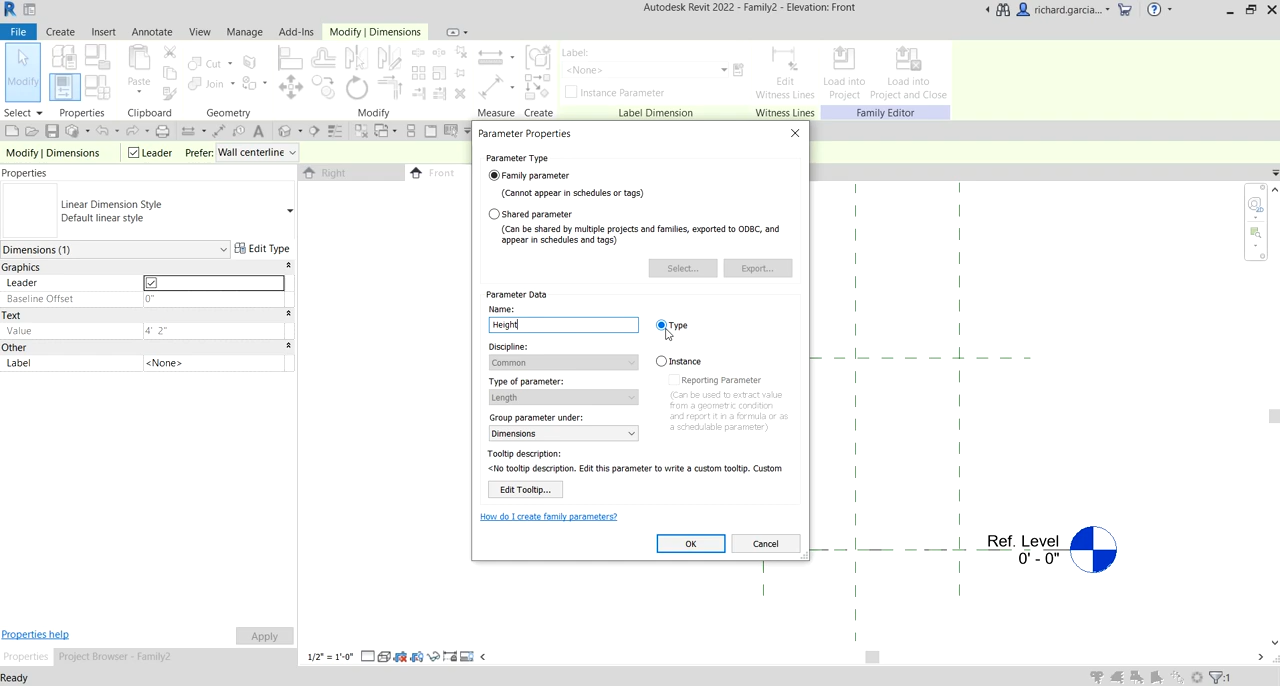 Autodesk Revit 2022 - Family2 - Elevation: Front
richard.garcia...
File Create Insert Annotate View Manage Add-Ins Modify | Dimensions
Modify
Paste
Cut
Join
Label:
<None>
Instance Parameter
Edit
Witness Lines
Load into
Project
Load into
Project and Close
Select Properties Clipboard Geometry Modify Measure Create Label Dimension Witness Lines Family Editor
Modify | Dimensions Leader Prefer: Wall centerline
Properties
Right
Front
Linear Dimension Style
Default linear style
Dimensions (1)
Edit Type
Graphics
Leader
Baseline Offset 0"
Text
Value 4' 2"
Other
Label <None>
Properties help
Apply
Properties Project Browser - Family2
Ready
Parameter Properties
Parameter Type
Family parameter
(Cannot appear in schedules or tags)
Shared parameter
(Can be shared by multiple projects and families, exported to ODBC, and
appear in schedules and tags)
Select... Export...
Parameter Data
Name:
Height
Type
Discipline:
Common
Instance
Type of parameter:
Reporting Parameter
Length
(Can be used to extract value
from a geometric condition
and report it in a formula or as
a schedulable parameter)
Group parameter under:
Dimensions
Tooltip description:
<No tooltip description. Edit this parameter to write a custom tooltip. Custom
Edit Tooltip...
How do I create family parameters?
OK Cancel
Ref. Level
0' - 0"
1/2" = 1'-0"
:1